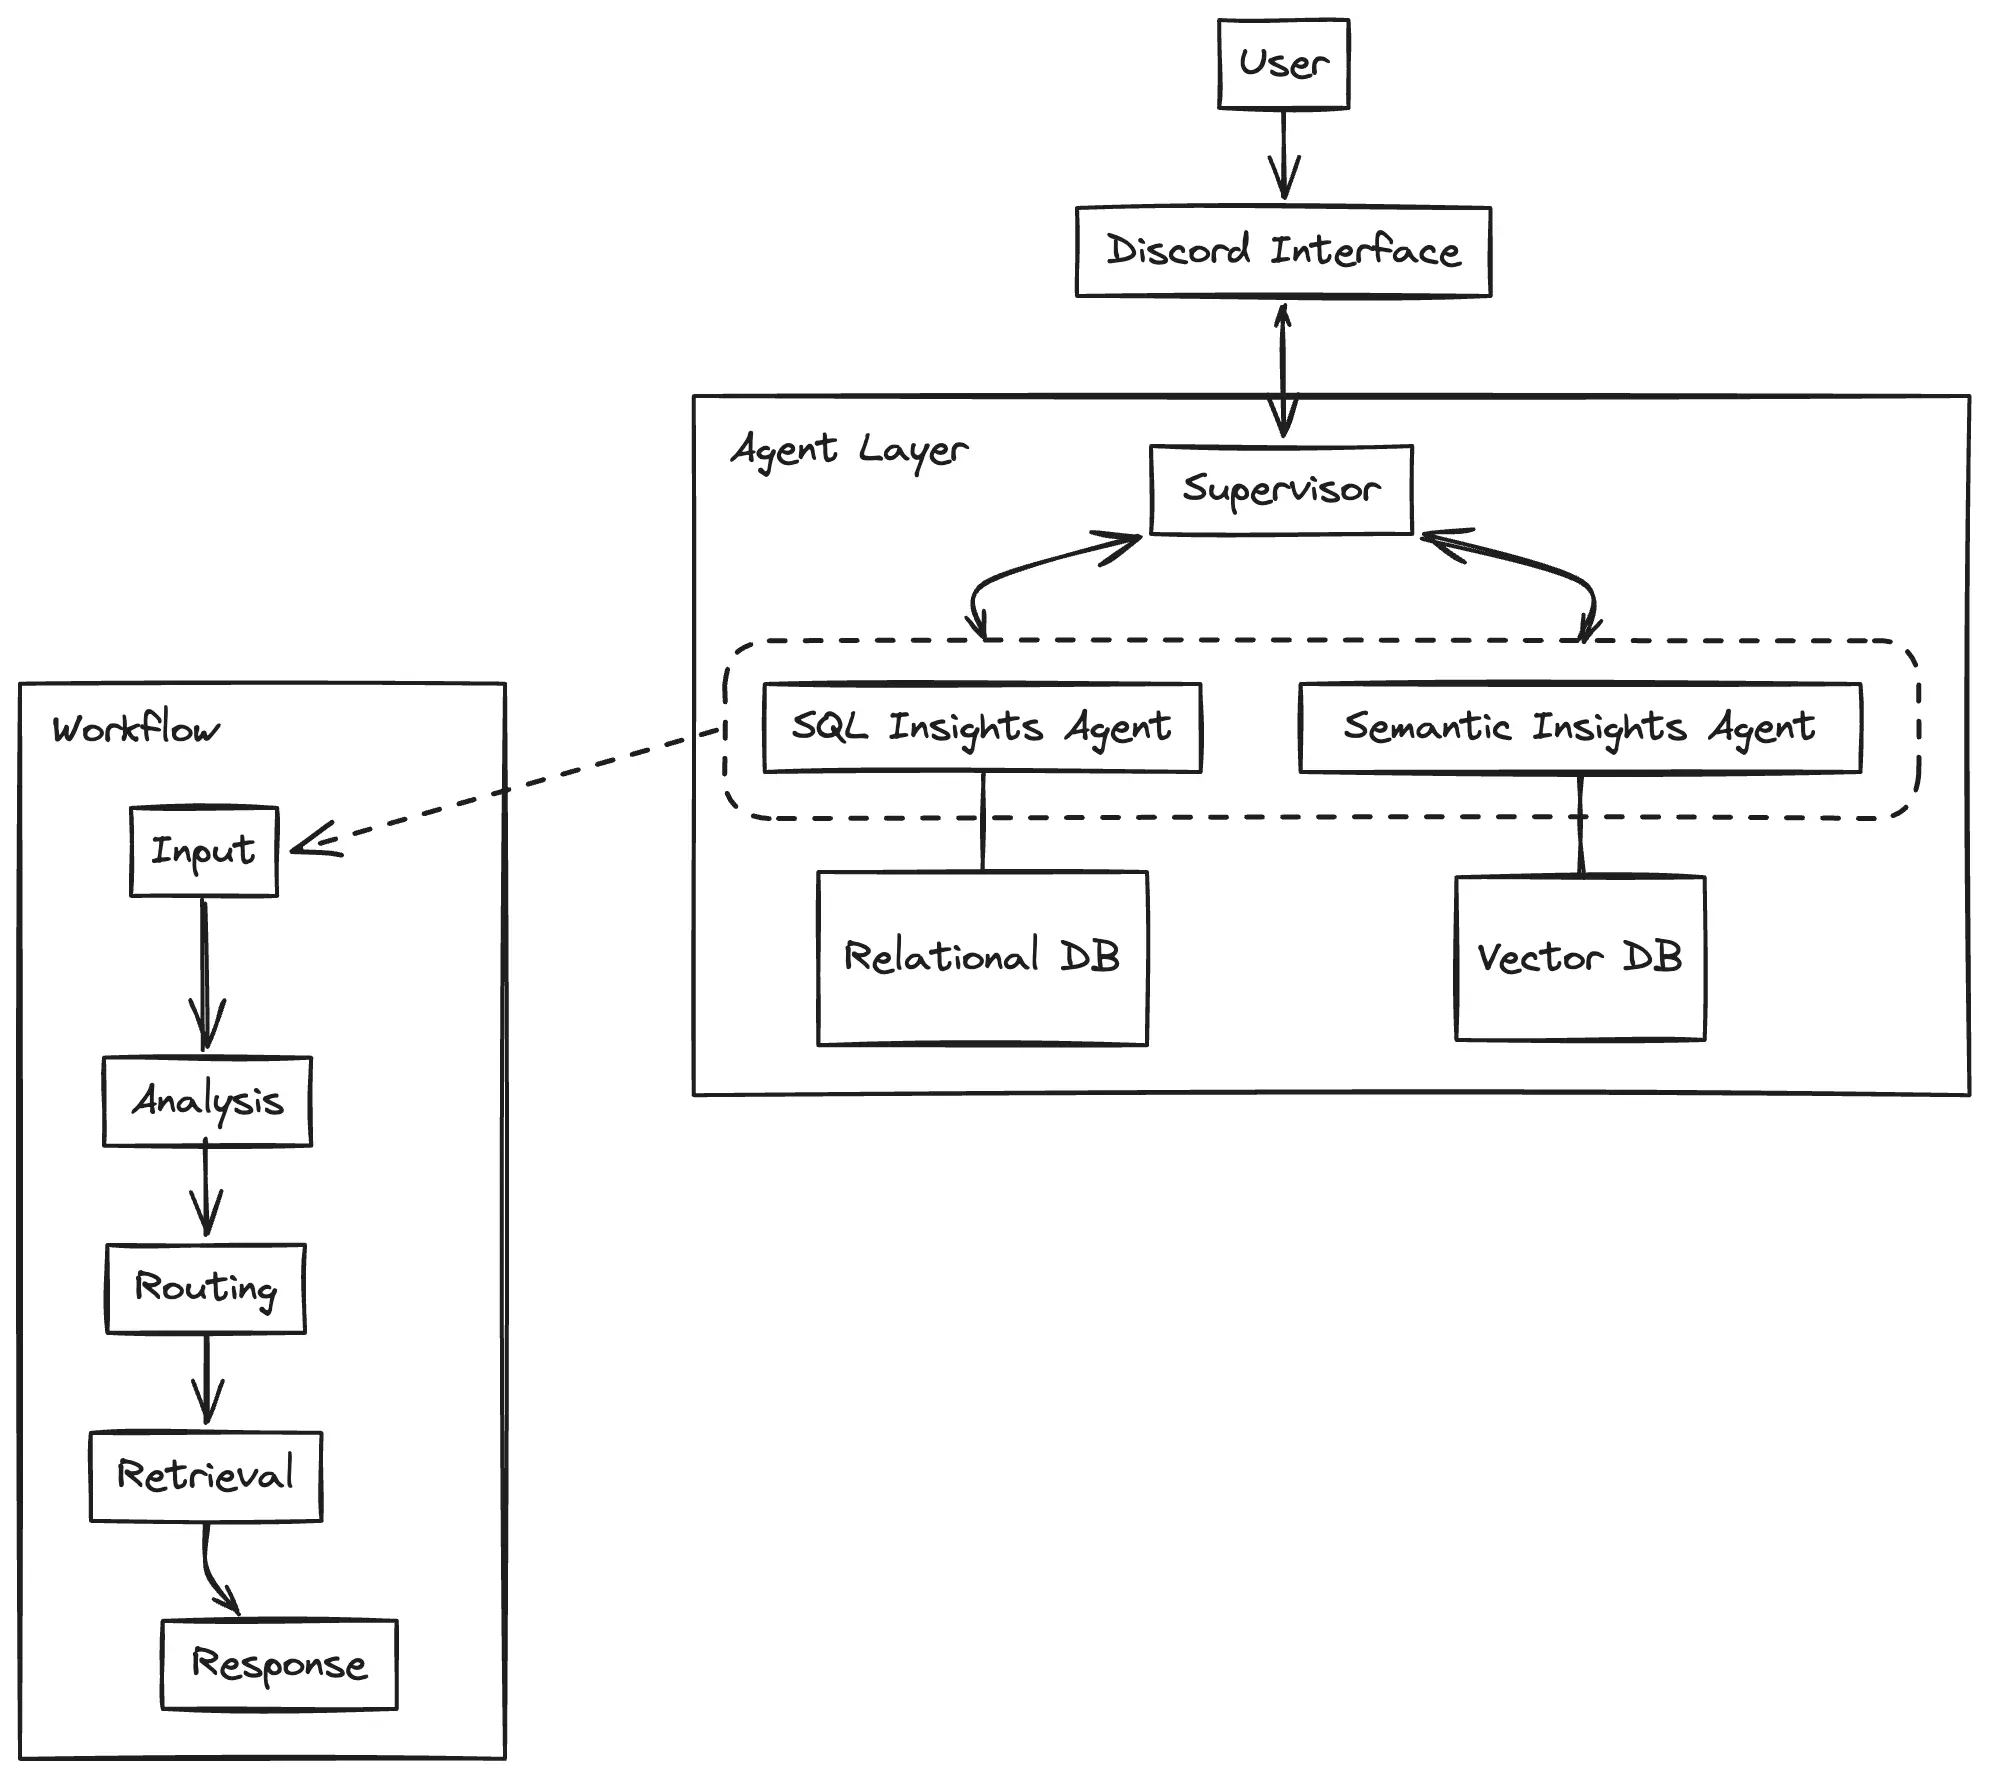 User
Discord Interface
Agent Layer
Supervisor
SQL Insights Agent
Semantic Insights Agent
Relational DB
Vector DB
Workflow
Input
Analysis
Routing
Retrieval
Response